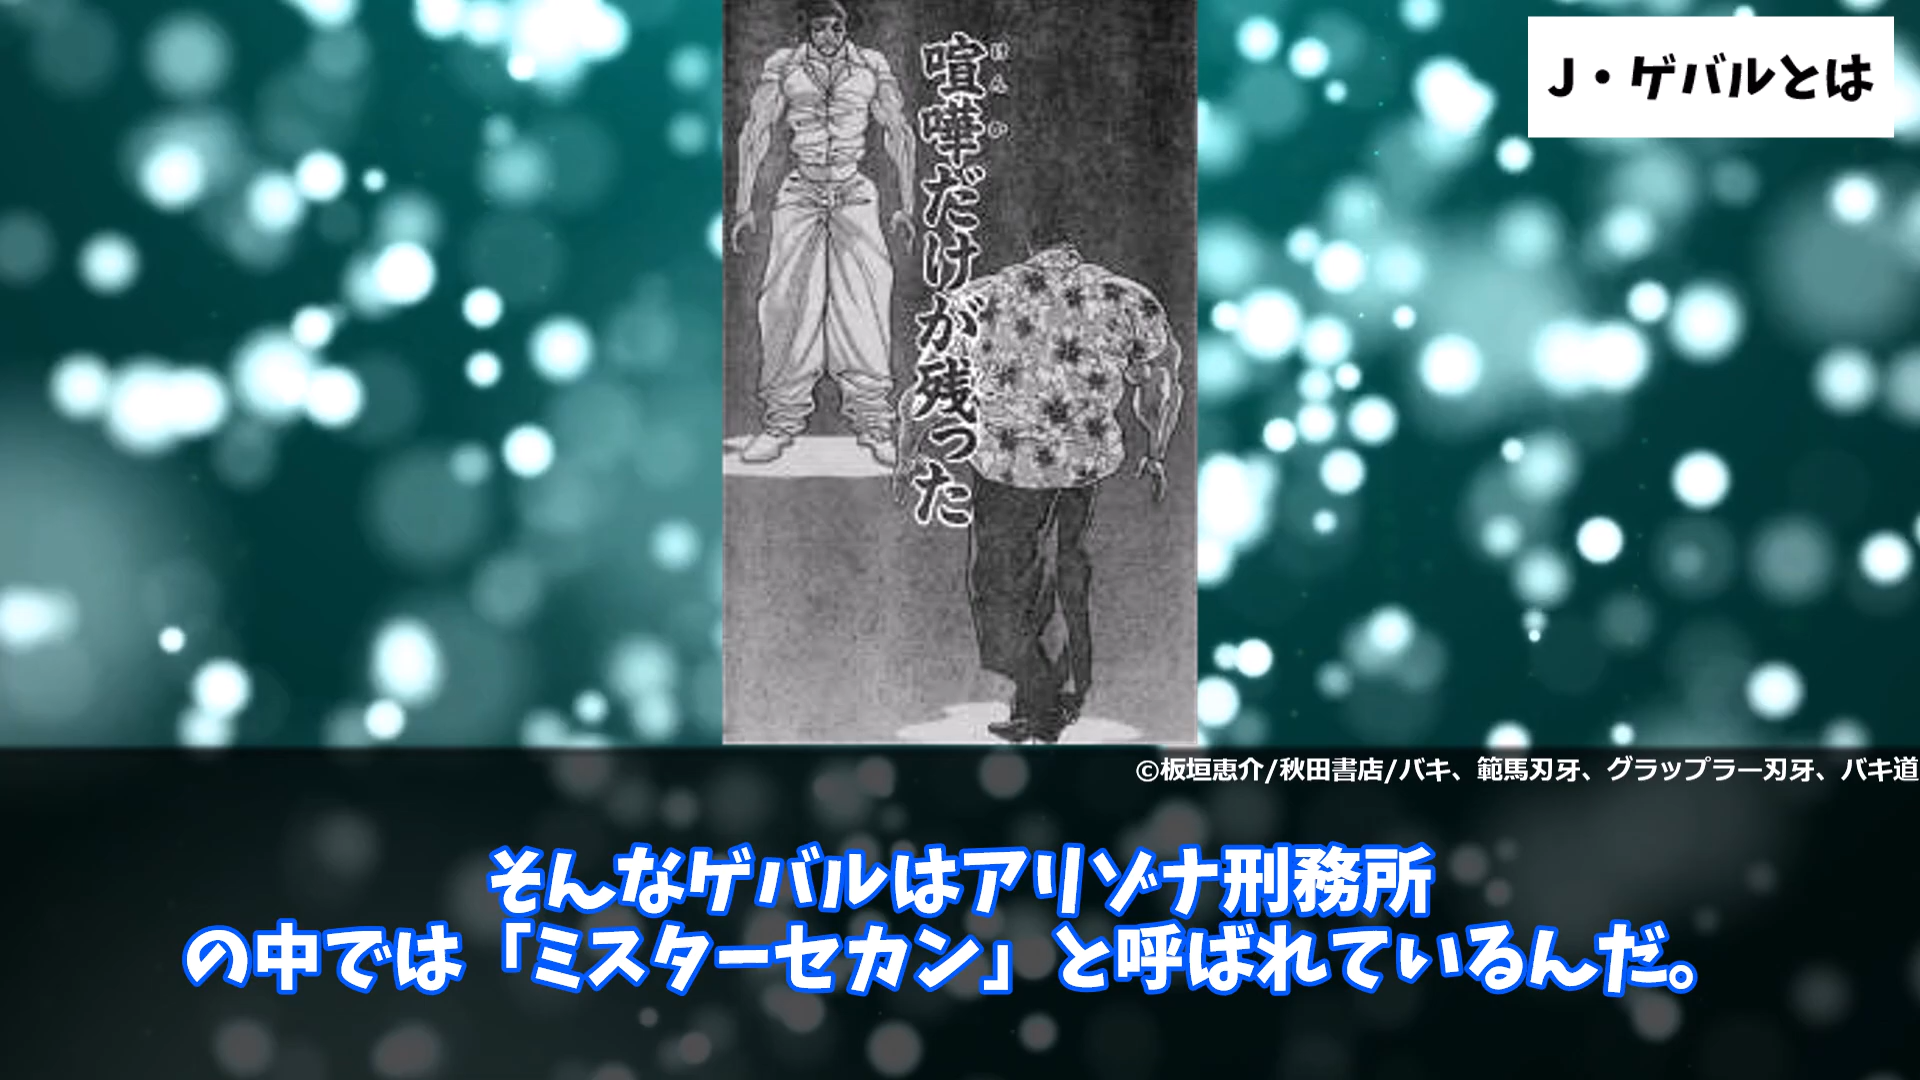 J・ゲバルとは
喧嘩だけが残った
けんか
©板垣恵介/秋田書店/バキ、範馬刃牙、グラップラー刃牙、バキ道
そんなゲバルはアリゾナ刑務所
の中では「ミスターセカン」と呼ばれているんだ。